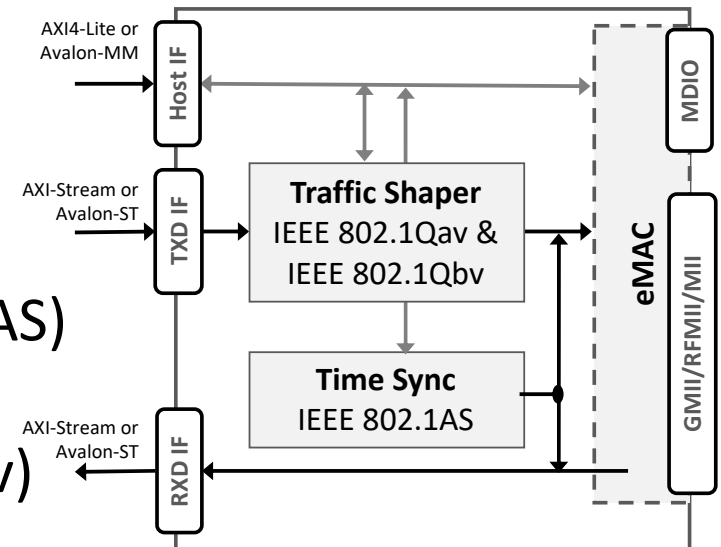 AXI4-Lite or
Avalon-MM
Host IF
MDIO
AXI-Stream or
Avalon-ST
TXD IF
Traffic Shaper
IEEE 802.1Qav &
IEEE 802.1Qbv
eMAC
GMII/RFMII/MII
AS)
Time Sync
IEEE 802.1AS
AXI-Stream or
Avalon-ST
RXD IF
v)